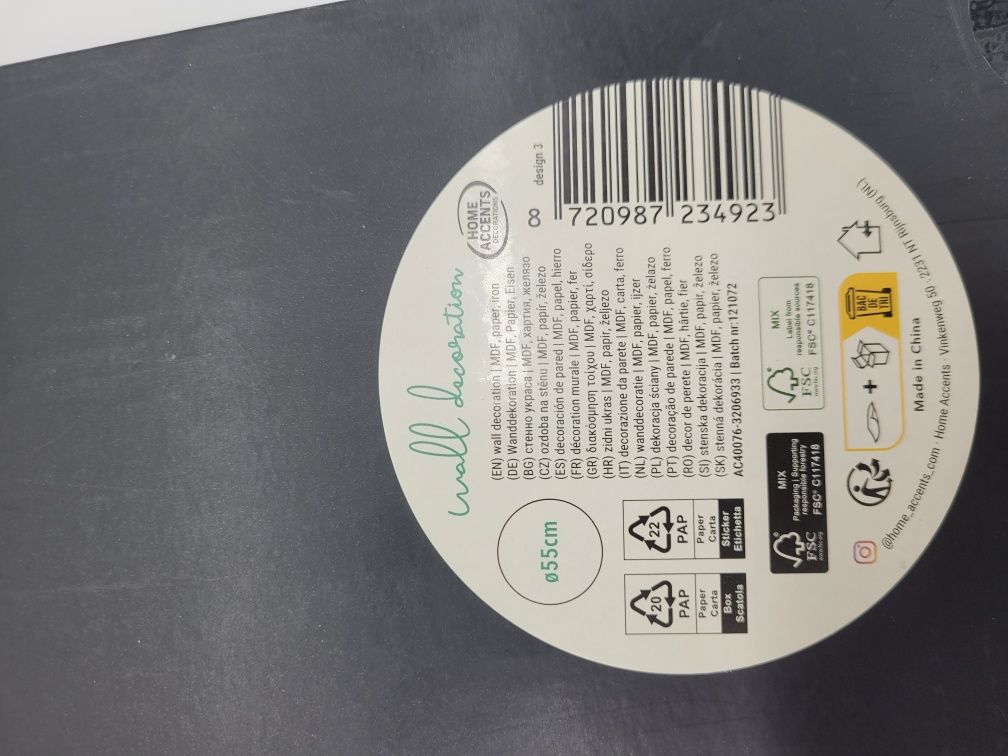 wall decoration
HOME
ACCENTS
DECORATIONS
ø55cm
(EN) wall decoration | MDF, paper, iron
(DE) Wanddekoration | MDF, Papier, Eisen
(BG) стенно украса | MDF, хартия, желязо
(CZ) ozdoba na stěnu | MDF, papír, železo
(ES) decoración de pared | MDF, papel, hierro
(FR) décoration murale | MDF, papier, fer
(GR) διακόσμηση τοίχου | MDF, χαρτί, σίδερο
(HR) zidni ukras | MDF, papir, željezo
(IT) decorazione da parete | MDF, carta, ferro
(NL) wanddecoratie | MDF, papier, ijzer
(PL) dekoracja ściany | MDF, papier, żelazo
(PT) decoração de parede | MDF, papel, ferro
(RO) decor de perete | MDF, hârtie, fier
(SI) stenska dekoracija | MDF, papir, železo
(SK) stenná dekorácia | MDF, papier, železo
AC40076-3206933 | Batch nr:121072
design 3
8 720987 234923
20
PAP
Paper
Carta
Box
Scatola
22
PAP
Paper
Carta
Sticker
Etichetta
FSC
www.fsc.org
MIX
Packaging | Supporting
responsible forestry
FSC® C117418
FSC
www.fsc.org
MIX
Label from
responsible sources
FSC® C117418
+
BAC
DE
TRI
Made in China
@home_accents_com · Home Accents · Vinkenweg 50 · 2231 NT Rijnsburg (NL)